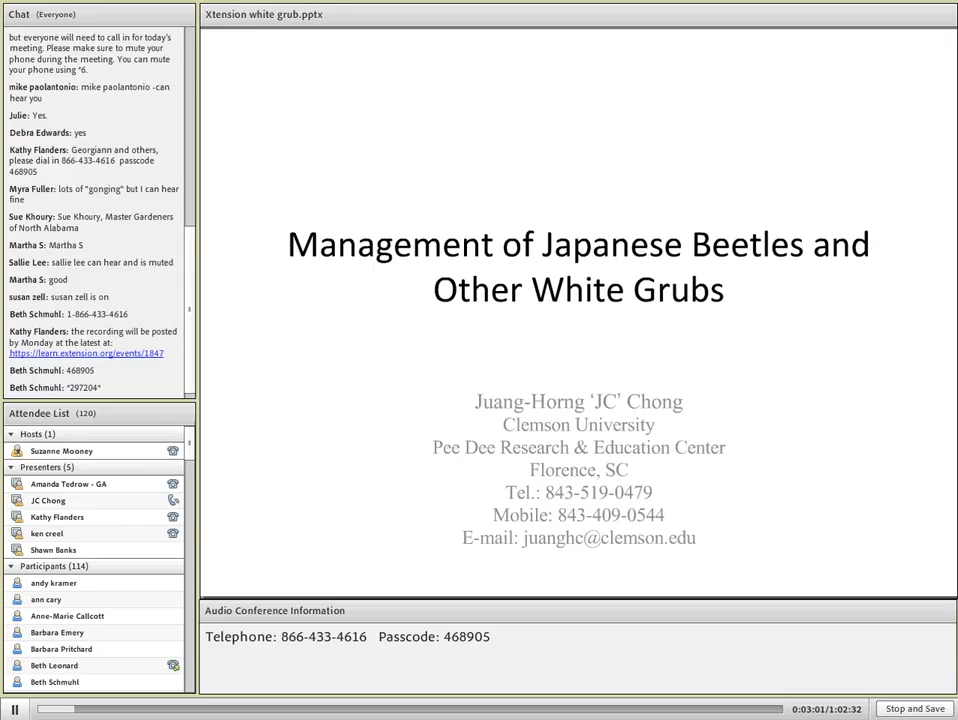 Chat (Everyone)
but everyone will need to call in for today's
meeting. Please make sure to mute your
phone during the meeting. You can mute
your phone using *6.
mike paolantonio: mike paolantonio -can
hear you
Julie: Yes.
Debra Edwards: yes
Kathy Flanders: Georgiann and others,
please dial in 866-433-4616 passcode
468905
Myra Fuller: lots of "gonging" but I can hear
fine
Sue Khoury: Sue Khoury, Master Gardeners
of North Alabama
Martha S: Martha S
Sallie Lee: sallie lee can hear and is muted
Martha S: good
susan zell: susan zell is on
Beth Schmuhl: 1-866-433-4616
Kathy Flanders: the recording will be posted
by Monday at the latest at:
https://learn.extension.org/events/1847
Beth Schmuhl: 468905
Beth Schmuhl: *297204*
Attendee List (120)
Hosts (1)
Suzanne Mooney
Presenters (5)
Amanda Tedrow - GA
JC Chong
Kathy Flanders
ken creel
Shawn Banks
Participants (114)
andy kramer
ann cary
Anne-Marie Callcott
Barbara Emery
Barbara Pritchard
Beth Leonard
Beth Schmuhl
Xtension white grub.pptx
Management of Japanese Beetles and
Other White Grubs
Juang-Horng ‘JC’ Chong
Clemson University
Pee Dee Research & Education Center
Florence, SC
Tel.: 843-519-0479
Mobile: 843-409-0544
E-mail: juanghc@clemson.edu
Audio Conference Information
Telephone: 866-433-4616 Passcode: 468905
0:03:01/1:02:32
Stop and Save